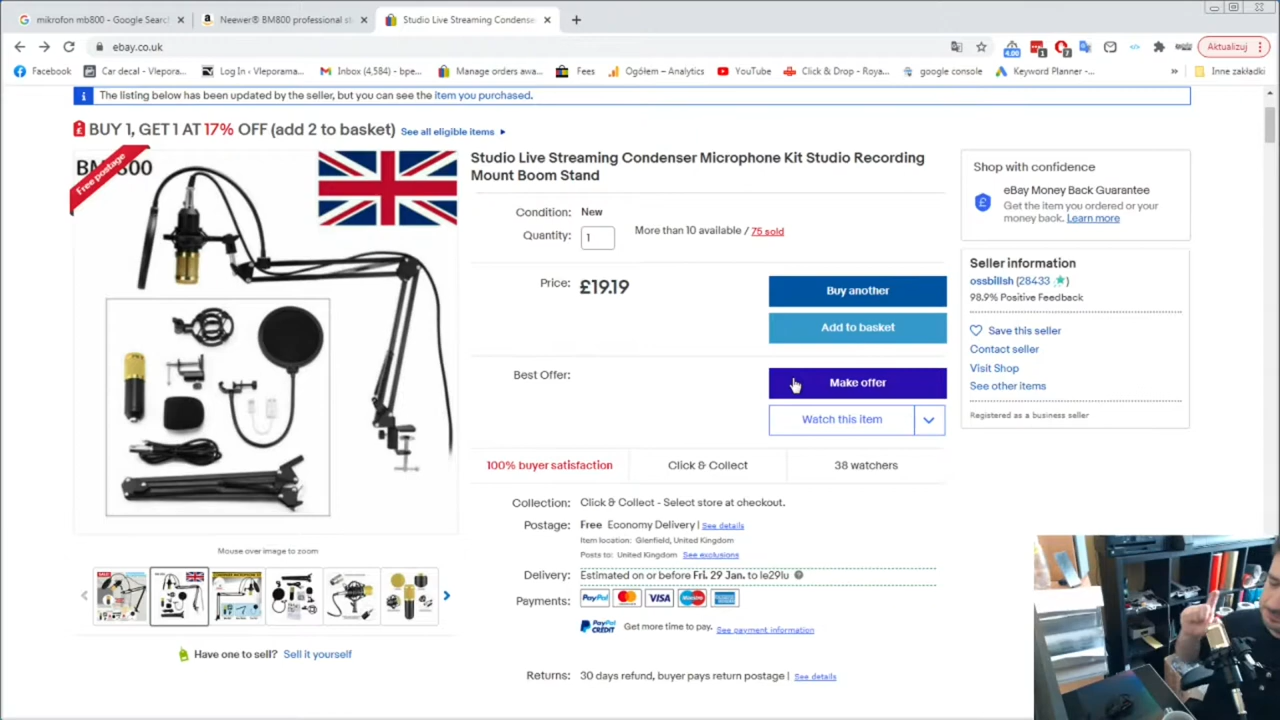 mikrofon mb800 - Google Searc
Neewer® BM800 professional st
Studio Live Streaming Condense
ebay.co.uk
4.00
1
7
Aktualizuj
Facebook
Car decal - Vlepora...
Log In ‹ Vleporama...
Inbox (4,584) - bpe...
Manage orders awa...
Fees
Ogółem – Analytics
YouTube
Click & Drop - Roya...
google console
Keyword Planner -...
»
Inne zakładki
The listing below has been updated by the seller, but you can see the item you purchased.
BUY 1, GET 1 AT 17% OFF (add 2 to basket) See all eligible items
BM800
Free postage
Studio Live Streaming Condenser Microphone Kit Studio Recording
Mount Boom Stand
Condition: New
Quantity: 1 More than 10 available / 75 sold
Price: £19.19
Buy another
Add to basket
Best Offer:
Make offer
Watch this item
100% buyer satisfaction
Click & Collect
38 watchers
Collection: Click & Collect - Select store at checkout.
Postage: Free Economy Delivery | See details
Item location: Glenfield, United Kingdom
Posts to: United Kingdom See exclusions
Delivery: Estimated on or before Fri. 29 Jan. to le29lu
Payments: PayPal VISA
PayPal CREDIT Get more time to pay. See payment information
Returns: 30 days refund, buyer pays return postage | See details
Shop with confidence
eBay Money Back Guarantee
Get the item you ordered or your
money back. Learn more
Seller information
ossbillsh (28433 )
98.9% Positive Feedback
Save this seller
Contact seller
Visit Shop
See other items
Registered as a business seller
Mouse over image to zoom
Have one to sell? Sell it yourself